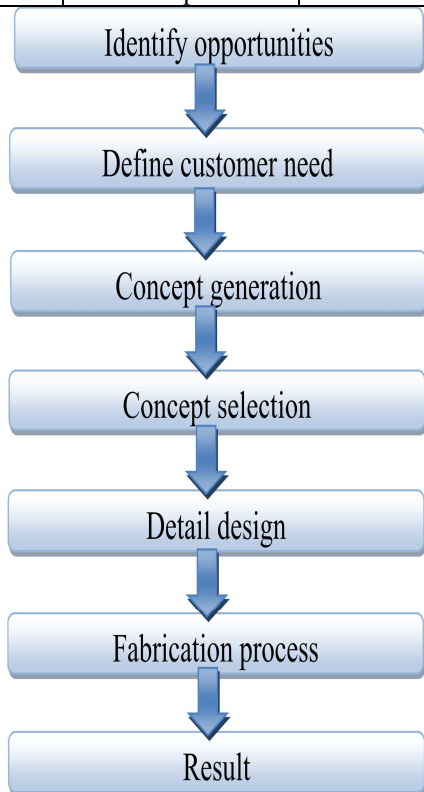 Identify opportunities
Define customer need
Concept generation
Concept selection
Detail design
Fabrication process
Result